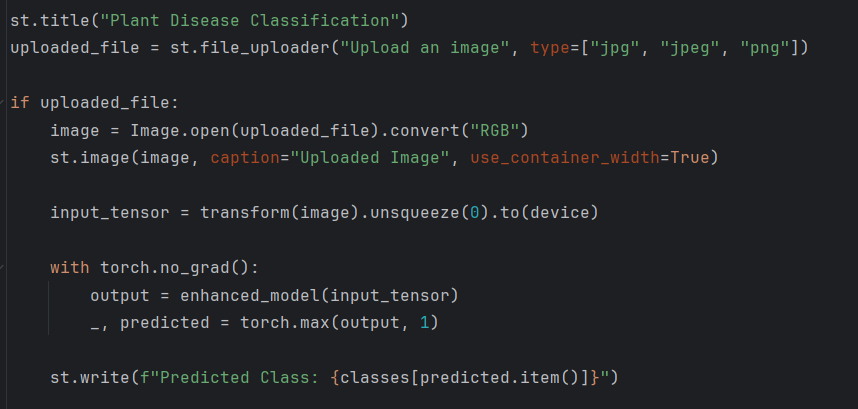 st.title("Plant Disease Classification")
uploaded_file = st.file_uploader("Upload an image", type=["jpg", "jpeg", "png"])
if uploaded_file:
    image = Image.open(uploaded_file).convert("RGB")
    st.image(image, caption="Uploaded Image", use_container_width=True)
    input_tensor = transform(image).unsqueeze(0).to(device)
    with torch.no_grad():
        output = enhanced_model(input_tensor)
        _, predicted = torch.max(output, 1)
    st.write(f"Predicted Class: {classes[predicted.item()]}")